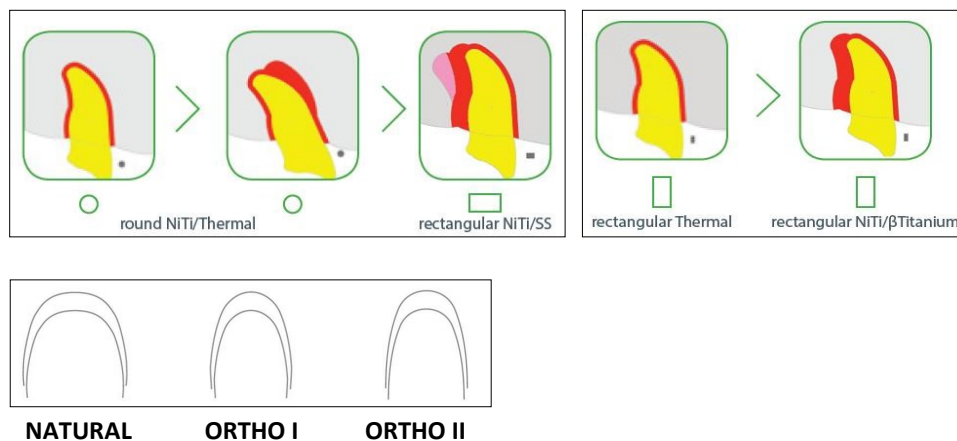 round NiTi/Thermal
rectangular NiTi/SS
rectangular Thermal
rectangular NiTi/βTitanium
NATURAL
ORTHO I
ORTHO II